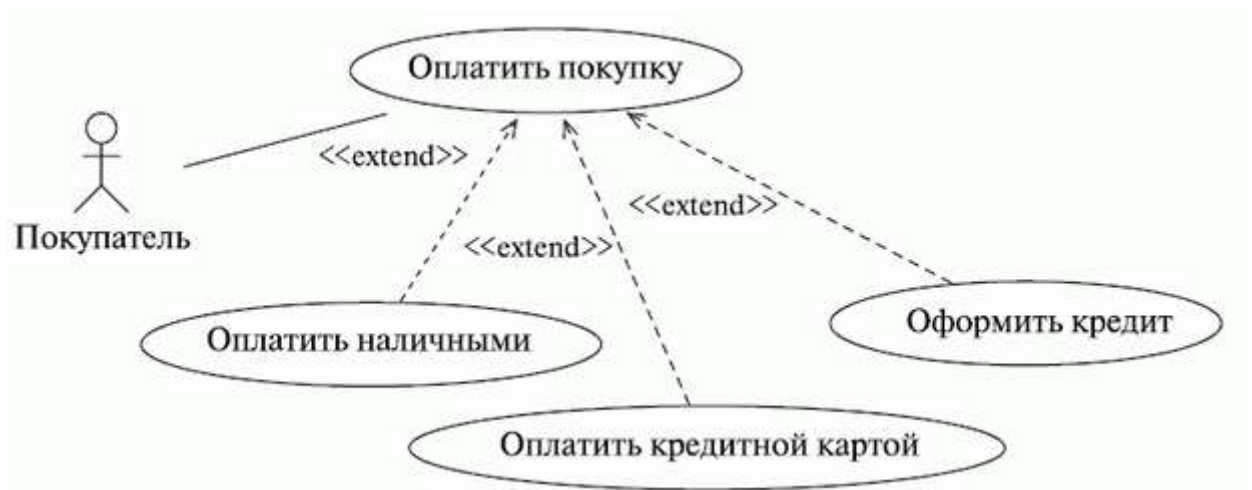 Оплатить покупку
<<extend>>
Покупатель
<<extend>>
<<extend>>
Оплатить наличными
Оформить кредит
Оплатить кредитной картой